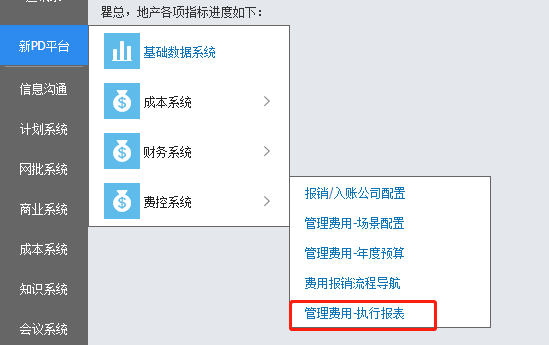 瞿总，地产各项指标进度如下：
新PD平台
信息沟通
计划系统
网批系统
商业系统
成本系统
知识系统
会议系统
基础数据系统
成本系统
财务系统
费控系统
报销/入账公司配置
管理费用-场景配置
管理费用-年度预算
费用报销流程导航
管理费用-执行报表